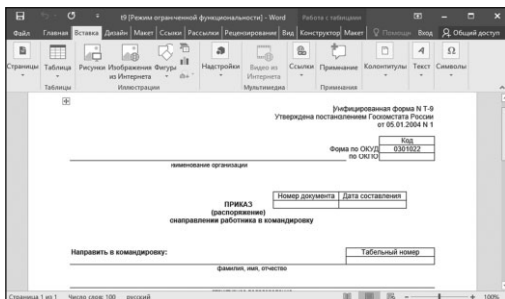 t9 [Режим ограниченной функциональности] - Word
Работа с таблицами
Файл Главная Вставка Дизайн Макет Ссылки Рассылки Рецензирование Вид Конструктор Макет Помощн Вход Общий доступ
Страницы Таблица Рисунки Изображения из Интернета Фигуры Надстройки Видео из Интернета Ссылки Примечание Колонтитулы Текст Символы
Таблицы Иллюстрации Мультимедиа Примечания
Унифицированная форма N Т-9
Утверждена постановлением Госкомстата России
от 05.01.2004 N 1
Код
Форма по ОКУД 0301022
по ОКПО
наименование организации
Номер документа Дата составления
ПРИКАЗ
(распоряжение)
снаправлении работника в командировку
Направить в командировку:
Табельный номер
фамилия, имя, отчество
Страница 1 из 1 Число слов: 100 русский 100%